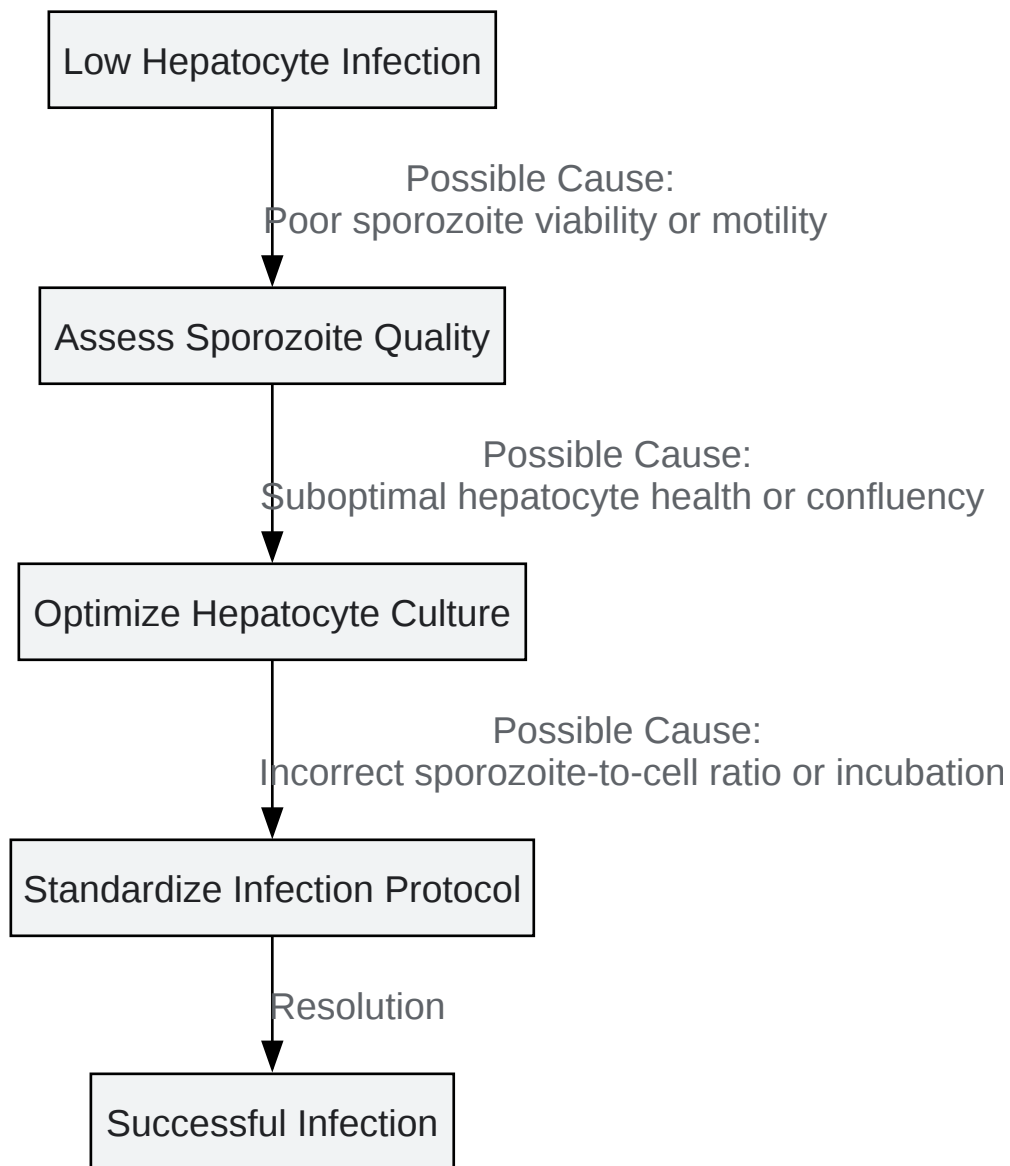 Low Hepatocyte Infection
Possible Cause:
Poor sporozoite viability or motility
Assess Sporozoite Quality
Possible Cause:
Suboptimal hepatocyte health or confluency
Optimize Hepatocyte Culture
Possible Cause:
Incorrect sporozoite-to-cell ratio or incubation
Standardize Infection Protocol
Resolution
Successful Infection